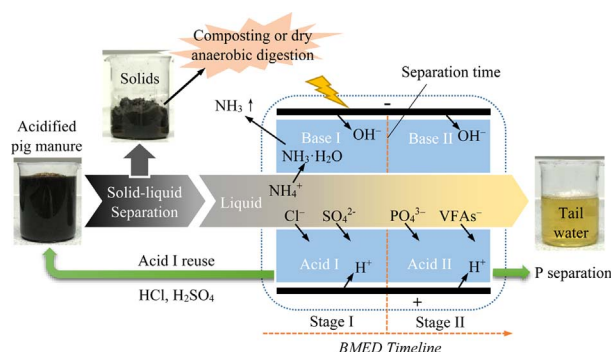 Composting or dry
anaerobic digestion
Solids
Separation time
NH₃ ↑
-
Acidified
pig manure
Base I
OH⁻
Base II
OH⁻
NH₃·H₂O
Solid-liquid
Separation
Liquid
NH₄⁺
Cl⁻
SO₄²⁻
PO₄³⁻
VFAs⁻
Tail
water
Acid I reuse
Acid I
H⁺
Acid II
H⁺
P separation
HCl, H₂SO₄
+
Stage I
Stage II
BMED Timeline